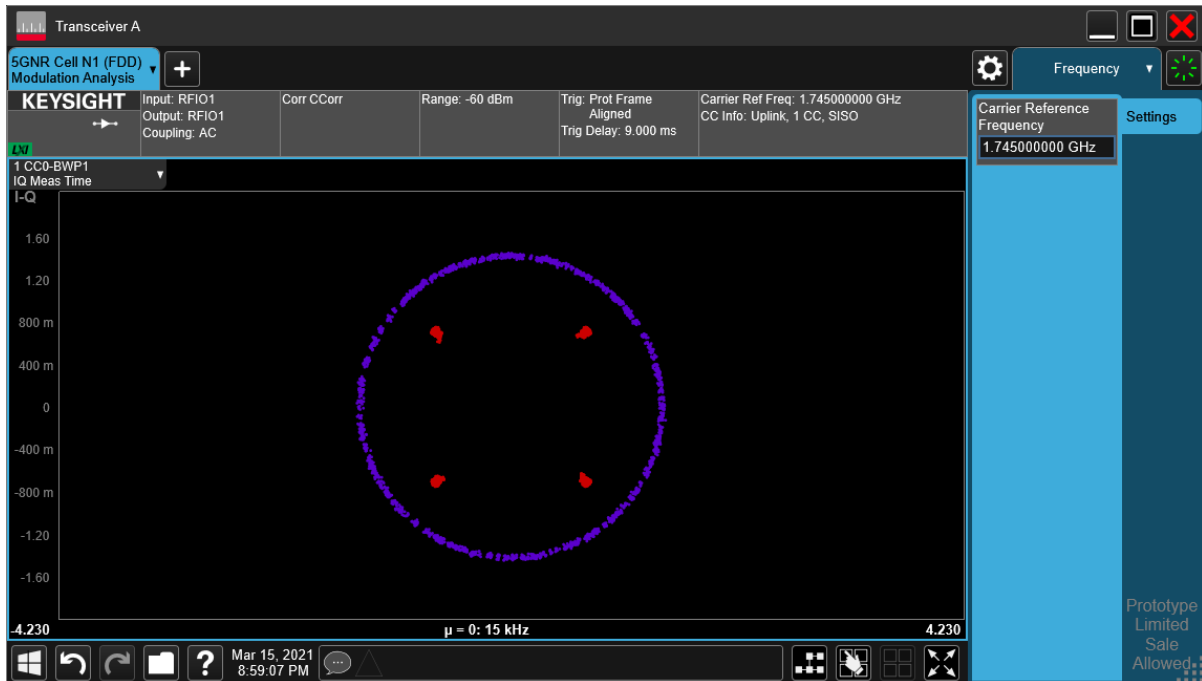 Transceiver A
5GNR Cell N1 (FDD)
Modulation Analysis
Frequency
KEYSIGHT
LXI
Input: RFIO1
Output: RFIO1
Coupling: AC
Corr CCorr
Range: -60 dBm
Trig: Prot Frame
Aligned
Trig Delay: 9.000 ms
Carrier Ref Freq: 1.745000000 GHz
CC Info: Uplink, 1 CC, SISO
Carrier Reference
Frequency
1.745000000 GHz
Settings
1 CC0-BWP1
IQ Meas Time
I-Q
1.60
1.20
800 m
400 m
0
-400 m
-800 m
-1.20
-1.60
-4.230
µ = 0: 15 kHz
4.230
Prototype
Limited
Sale
Allowed
?
Mar 15, 2021
8:59:07 PM